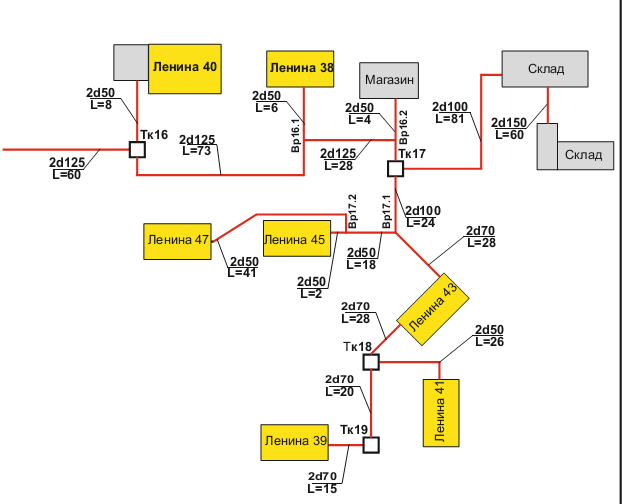 Ленина 40
Ленина 38
Магазин
Склад
2d50
L=8
2d50
L=6
2d50
L=4
2d100
L=81
2d150
L=60
Тк16
Вр16.1
Вр16.2
2d125
L=73
2d125
L=28
Тк17
Склад
2d125
L=60
Вр17.2
Вр17.1
2d100
L=24
Ленина 47
Ленина 45
2d70
L=28
2d50
L=41
2d50
L=18
2d50
L=2
Ленина 43
2d70
L=28
2d50
L=26
Тк18
2d70
L=20
Ленина 41
Тк19
Ленина 39
2d70
L=15